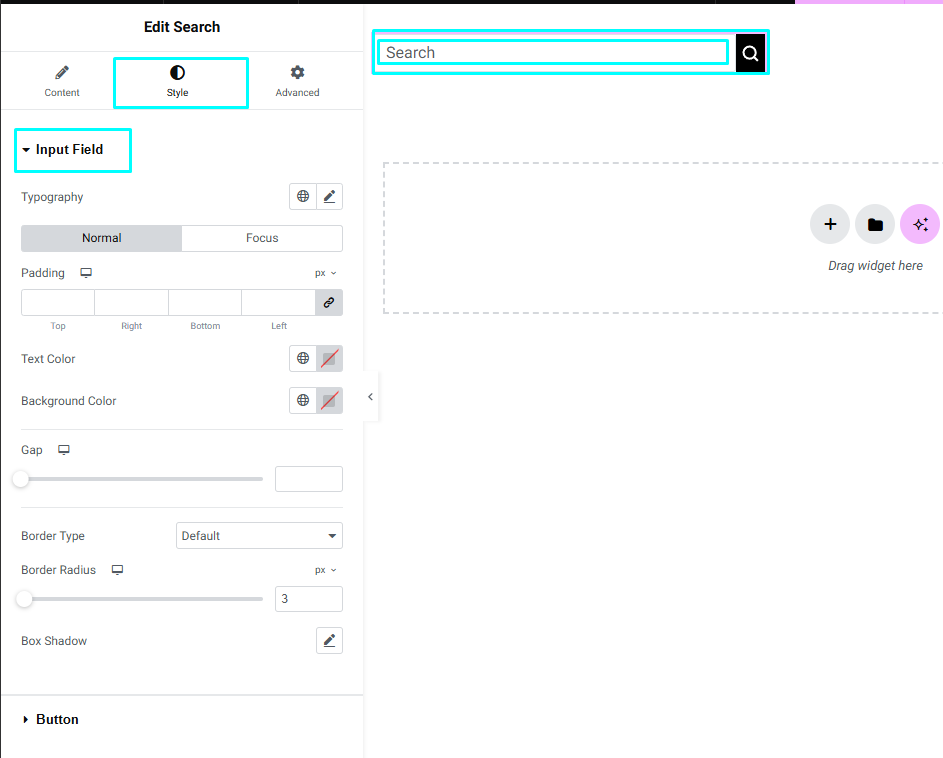 Edit Search
Content
Style
Advanced
Input Field
Typography
Normal
Focus
Padding
px
Top
Right
Bottom
Left
Text Color
Background Color
Gap
Border Type
Default
Border Radius
px
3
Box Shadow
Button
Search
Drag widget here